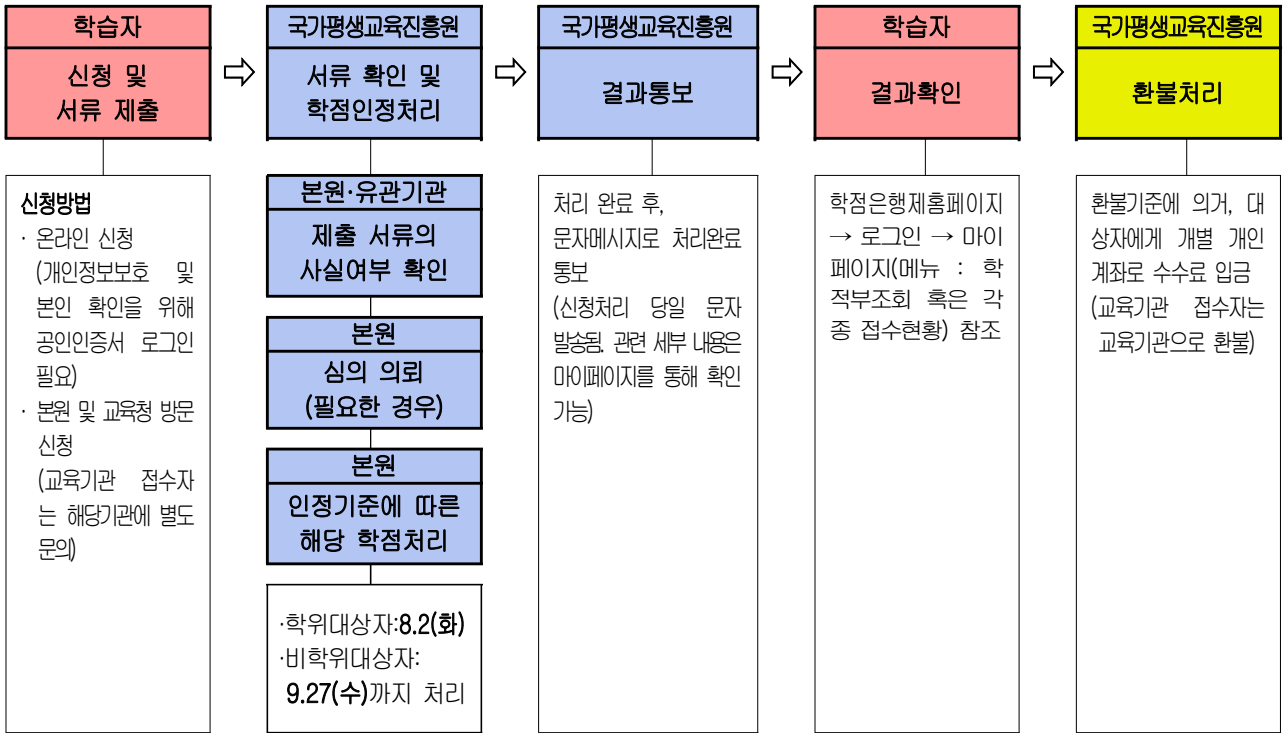 학습자
신청 및
서류 제출
국가평생교육진흥원
서류 확인 및
학점인정처리
국가평생교육진흥원
결과통보
학습자
결과확인
국가평생교육진흥원
환불처리
신청방법
· 온라인 신청
(개인정보보호 및
본인 확인을 위해
공인인증서 로그인
필요)
· 본원 및 교육청 방문
신청
(교육기관 접수자
는 해당기관에 별도
문의)
본원·유관기관
제출 서류의
사실여부 확인
본원
심의 의뢰
(필요한 경우)
본원
인정기준에 따른
해당 학점처리
·학위대상자:8.2(화)
·비학위대상자:
9.27(수)까지 처리
처리 완료 후,
문자메시지로 처리완료
통보
(신청처리 당일 문자
발송됨. 관련 세부 내용은
마이페이지를 통해 확인
가능)
학점은행제홈페이지
→ 로그인 → 마이
페이지(메뉴 : 학
적부조회 혹은 각
종 접수현황) 참조
환불기준에 의거, 대
상자에게 개별 개인
계좌로 수수료 입금
(교육기관 접수자는
교육기관으로 환불)